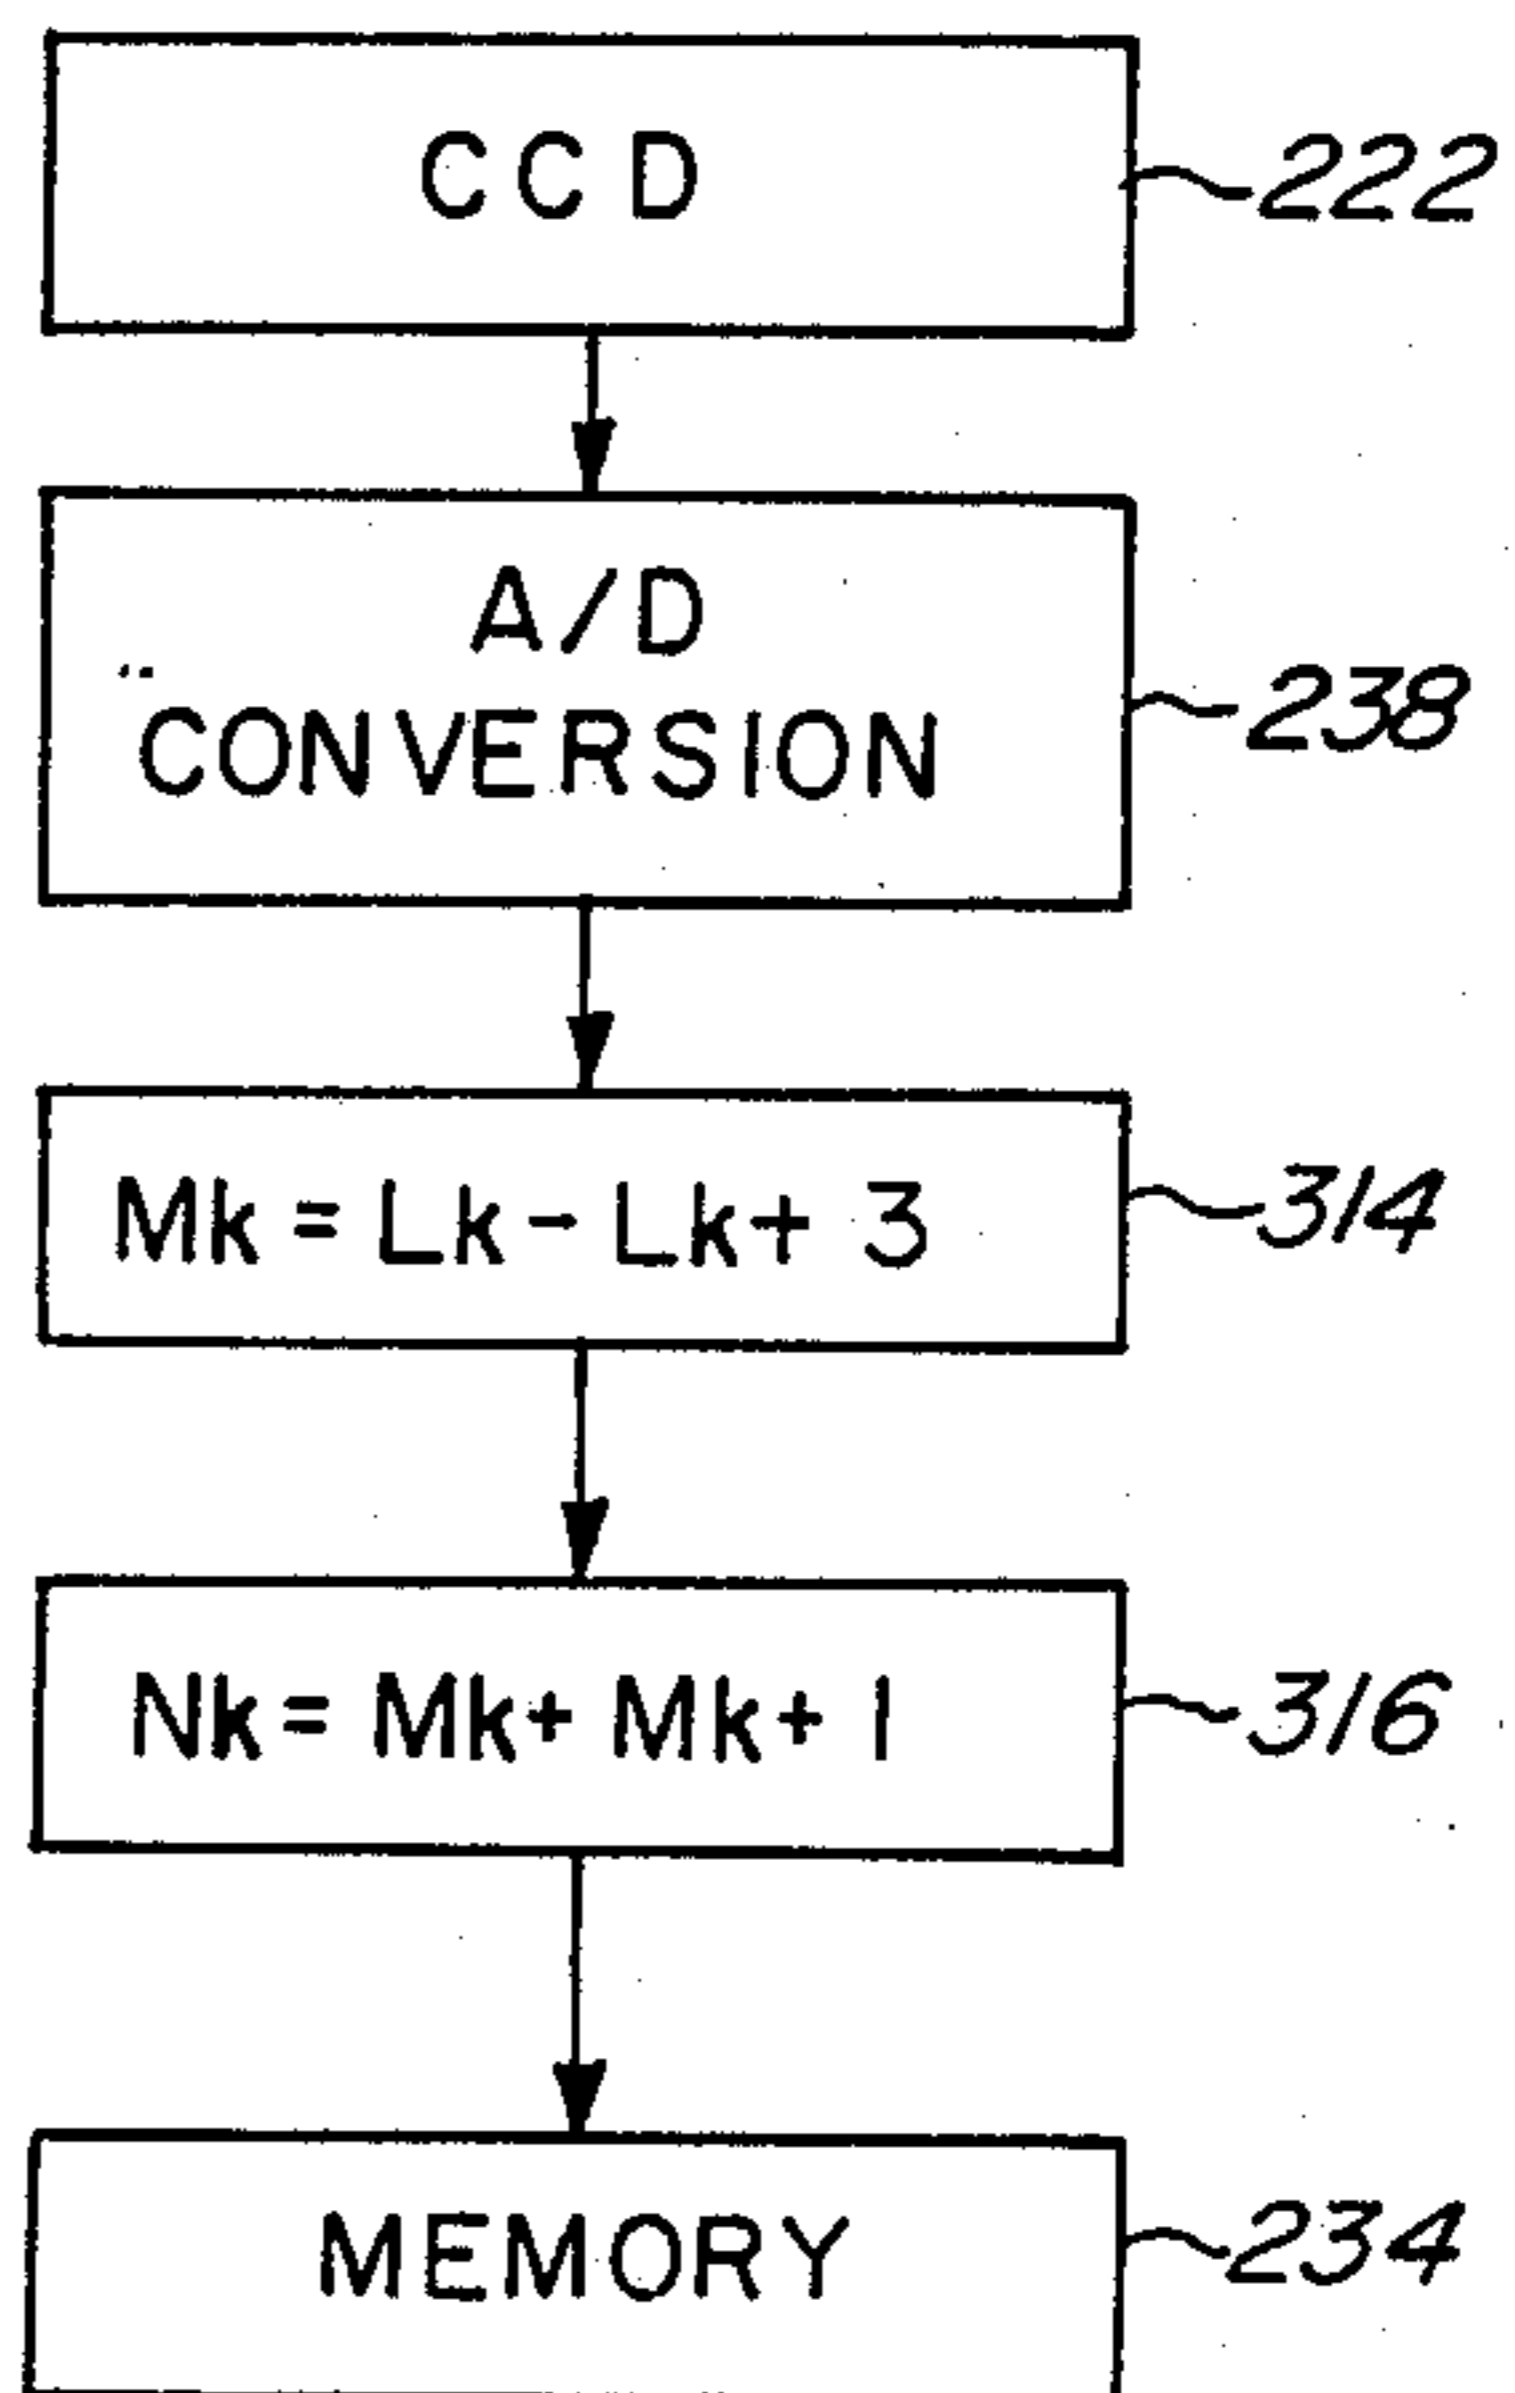 CCD
222
A/D
CONVERSION
238
Mk = Lk - Lk + 3
314
Nk = Mk + Mk + 1
316
MEMORY
234